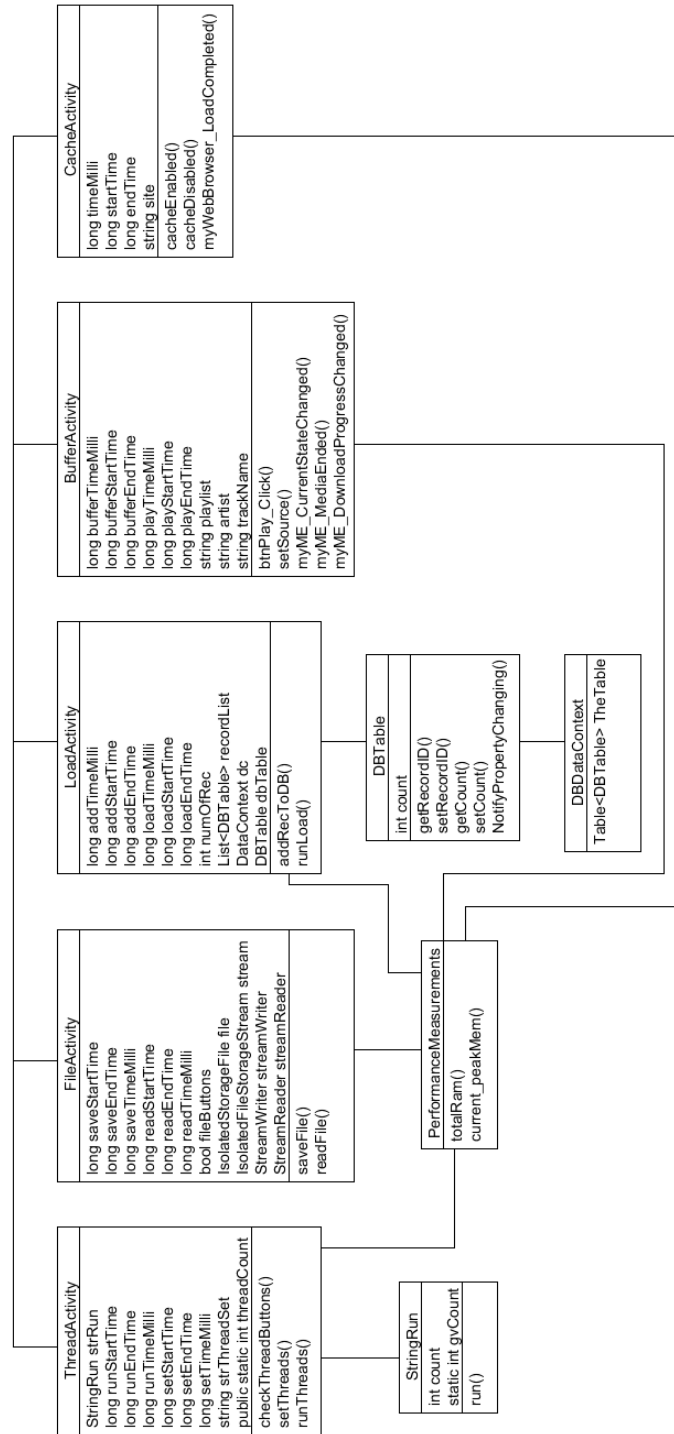 ThreadActivity
StringRun strRun
long runStartTime
long runEndTime
long runTimeMilli
long setStartTime
long setEndTime
long setTimeMilli
string strThreadSet
public static int threadCount
checkThreadButtons()
setThreads()
runThreads()
FileActivity
long saveStartTime
long saveEndTime
long saveTimeMilli
long readStartTime
long readEndTime
long readTimeMilli
bool fileButtons
IsolatedStorageFile file
IsolatedFileStorageStream stream
StreamWriter streamWriter
StreamReader streamReader
saveFile()
readFile()
LoadActivity
long addTimeMilli
long addStartTime
long addEndTime
long loadTimeMilli
long loadStartTime
long loadEndTime
int numOfRec
List<DBTable> recordList
DataContext dc
DBTable dbTable
addRecToDB()
runLoad()
BufferActivity
long bufferTimeMilli
long bufferStartTime
long bufferEndTime
long playTimeMilli
long playStartTime
long playEndTime
string playlist
string artist
string trackName
btnPlay_Click()
setSource()
myME_CurrentStateChanged()
myME_MediaEnded()
myME_DownloadProgressChanged()
CacheActivity
long timeMilli
long startTime
long endTime
string site
cacheEnabled()
cacheDisabled()
myWebBrowser_LoadCompleted()
StringRun
int count
static int gvCount
run()
PerformanceMeasurements
totalRam()
current_peakMem()
DBTable
int count
getRecordID()
setRecordID()
getCount()
setCount()
NotifyPropertyChanging()
DBDataContext
Table<DBTable> TheTable